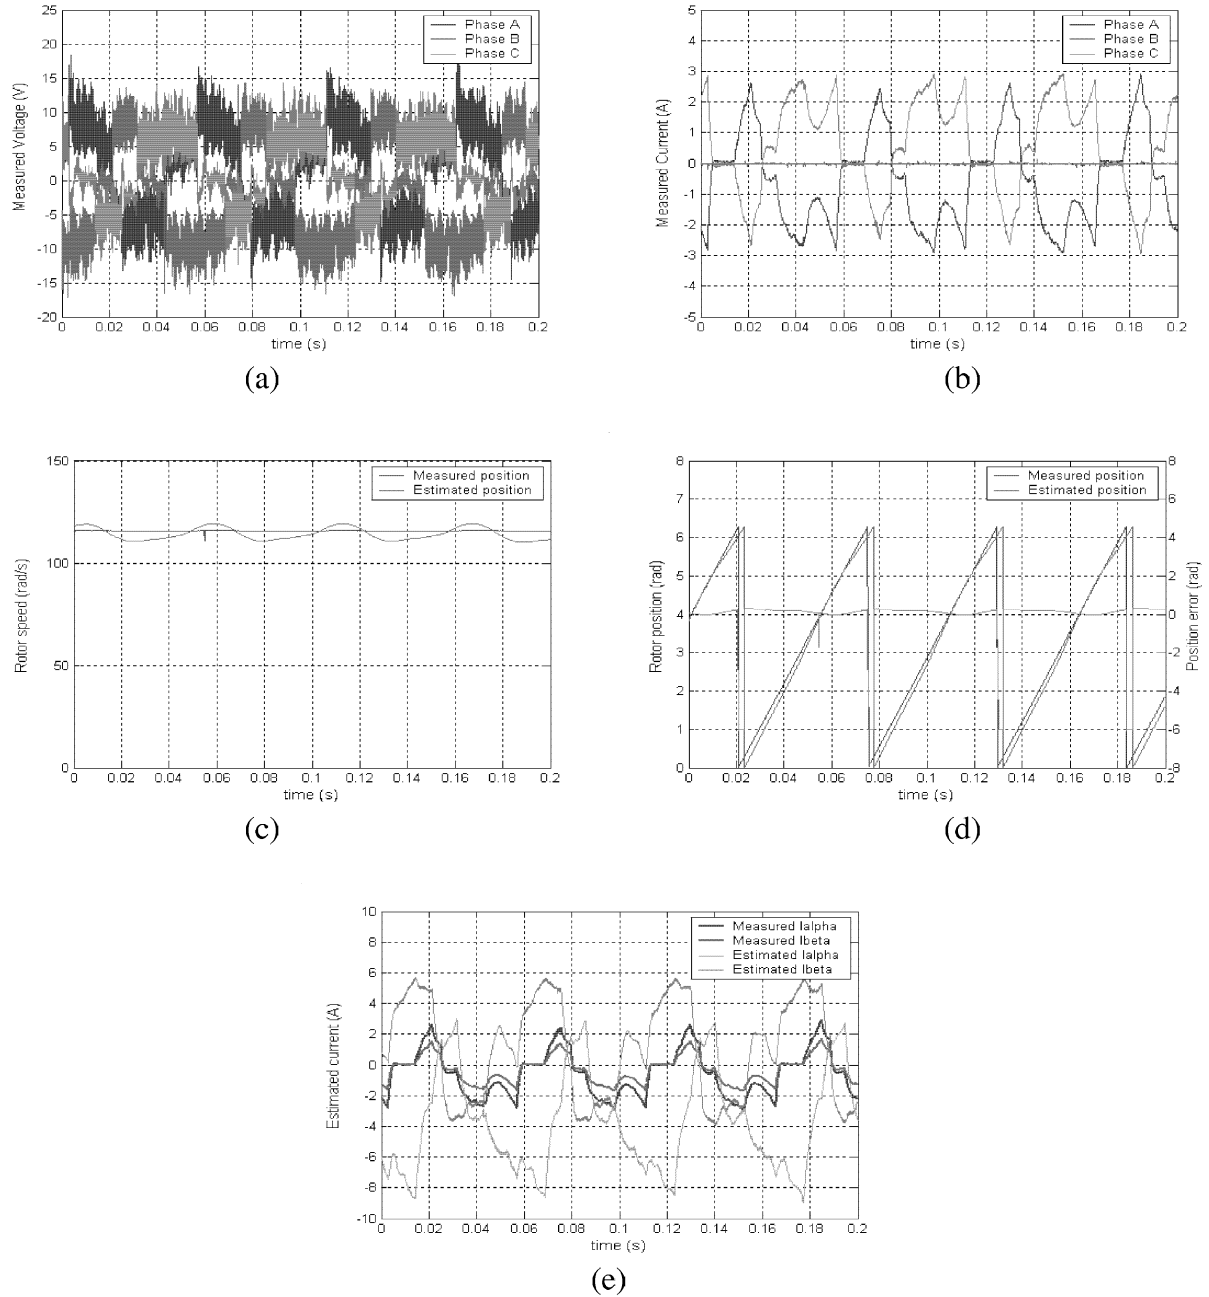 25
20
15
10
5
0
-5
-10
-15
-20
Measured Voltage (V)
Phase A
Phase B
Phase C
0 0.02 0.04 0.06 0.08 0.1 0.12 0.14 0.16 0.18 0.2
time (s)
(a)
5
4
3
2
1
0
-1
-2
-3
-4
-5
Measured Current (A)
Phase A
Phase B
Phase C
0 0.02 0.04 0.06 0.08 0.1 0.12 0.14 0.16 0.18 0.2
time (s)
(b)
150
100
50
0
Rotor speed (rad/s)
Measured position
Estimated position
0 0.02 0.04 0.06 0.08 0.1 0.12 0.14 0.16 0.18 0.2
time (s)
(c)
8
7
6
5
4
3
2
1
0
Rotor position (rad)
Measured position
Estimated position
8
6
4
2
0
-2
-4
-6
-8
Position error (rad)
0 0.02 0.04 0.06 0.08 0.1 0.12 0.14 0.16 0.18 0.2
time (s)
(d)
10
8
6
4
2
0
-2
-4
-6
-8
-10
Estimated current (A)
Measured Ialpha
Measured Ibeta
Estimated Ialpha
Estimated Ibeta
0 0.02 0.04 0.06 0.08 0.1 0.12 0.14 0.16 0.18 0.2
time (s)
(e)